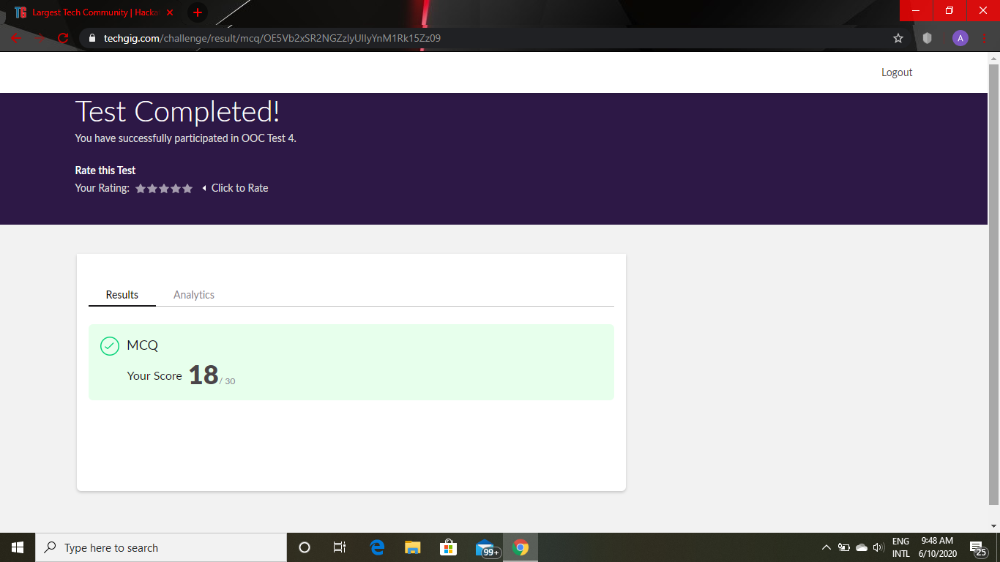 TG Largest Tech Community | Hacka
techgig.com/challenge/result/mcq/OE5Vb2xSR2NGZzIyUllyYnM1Rk15Zz09
A
Logout
Test Completed!
You have successfully participated in OOC Test 4.
Rate this Test
Your Rating: Click to Rate
Results Analytics
MCQ
Your Score 18 / 30
Type here to search
99+
ENG
INTL
9:48 AM
6/10/2020
25